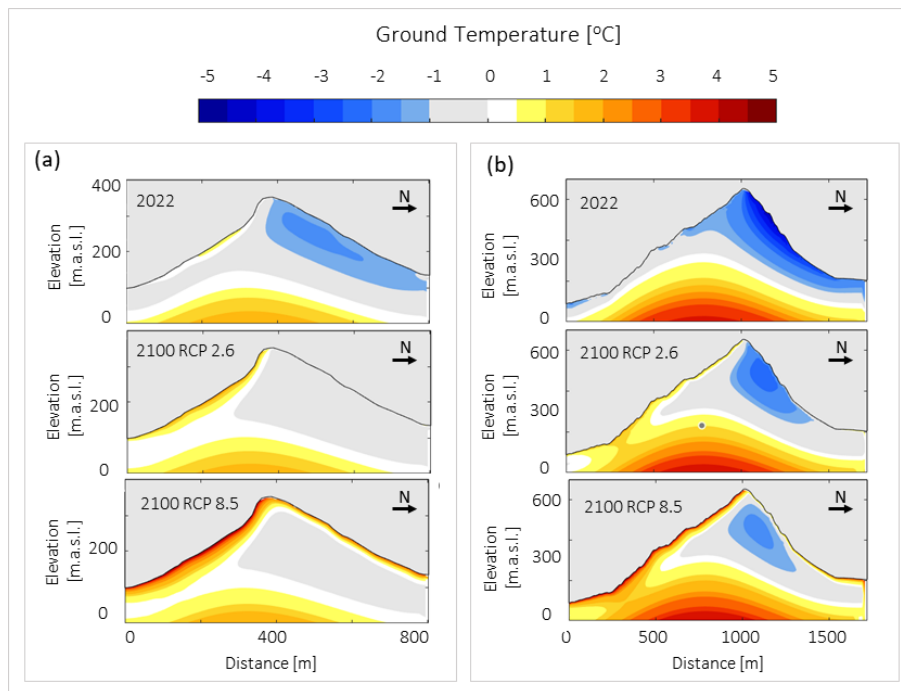 Ground Temperature [°C]
-5 -4 -3 -2 -1 0 1 2 3 4 5
(a)
400
200
0
Elevation
[m.a.s.l.]
2022
N
200
0
Elevation
[m.a.s.l.]
2100 RCP 2.6
N
200
0
Elevation
[m.a.s.l.]
2100 RCP 8.5
N
0 400 800
Distance [m]
(b)
600
300
0
Elevation
[m.a.s.l.]
2022
N
600
300
0
Elevation
[m.a.s.l.]
2100 RCP 2.6
N
600
300
0
Elevation
[m.a.s.l.]
2100 RCP 8.5
N
0 500 1000 1500
Distance [m]